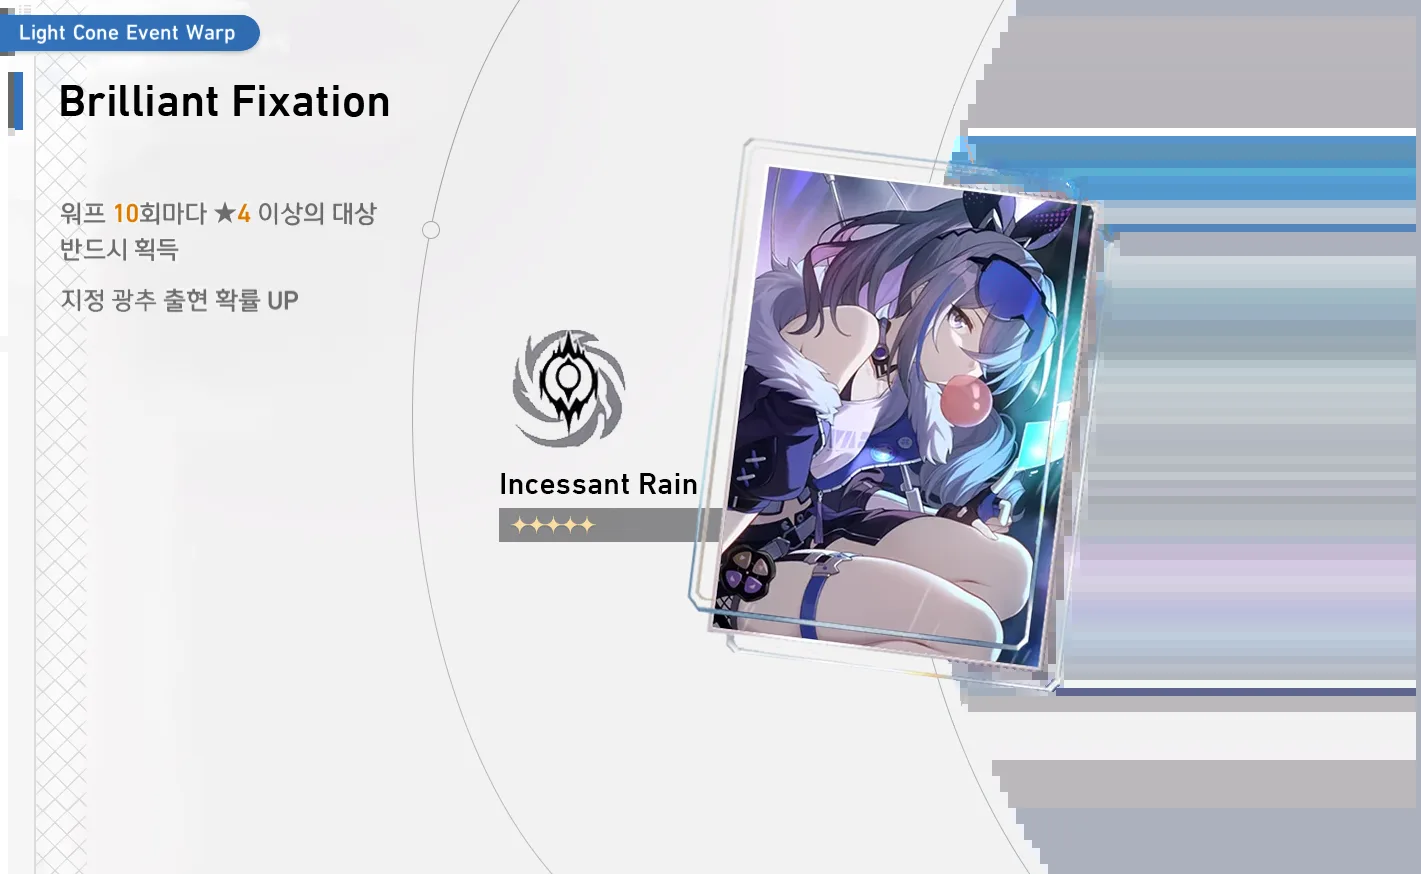 Light Cone Event Warp
Brilliant Fixation
워프 10회마다 ★4 이상의 대상
반드시 획득
지정 광추 출현 확률 UP
Incessant Rain